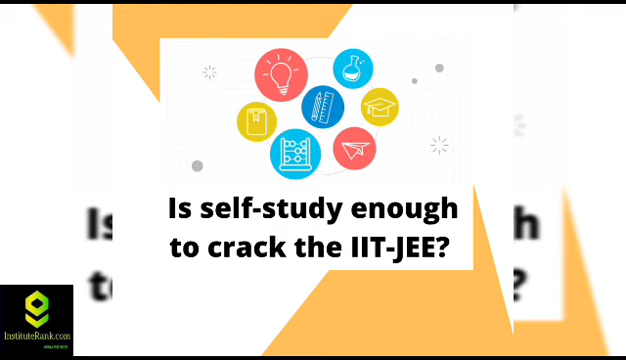 Is self-study enough
to crack the IIT-JEE?
InstituteRank.com